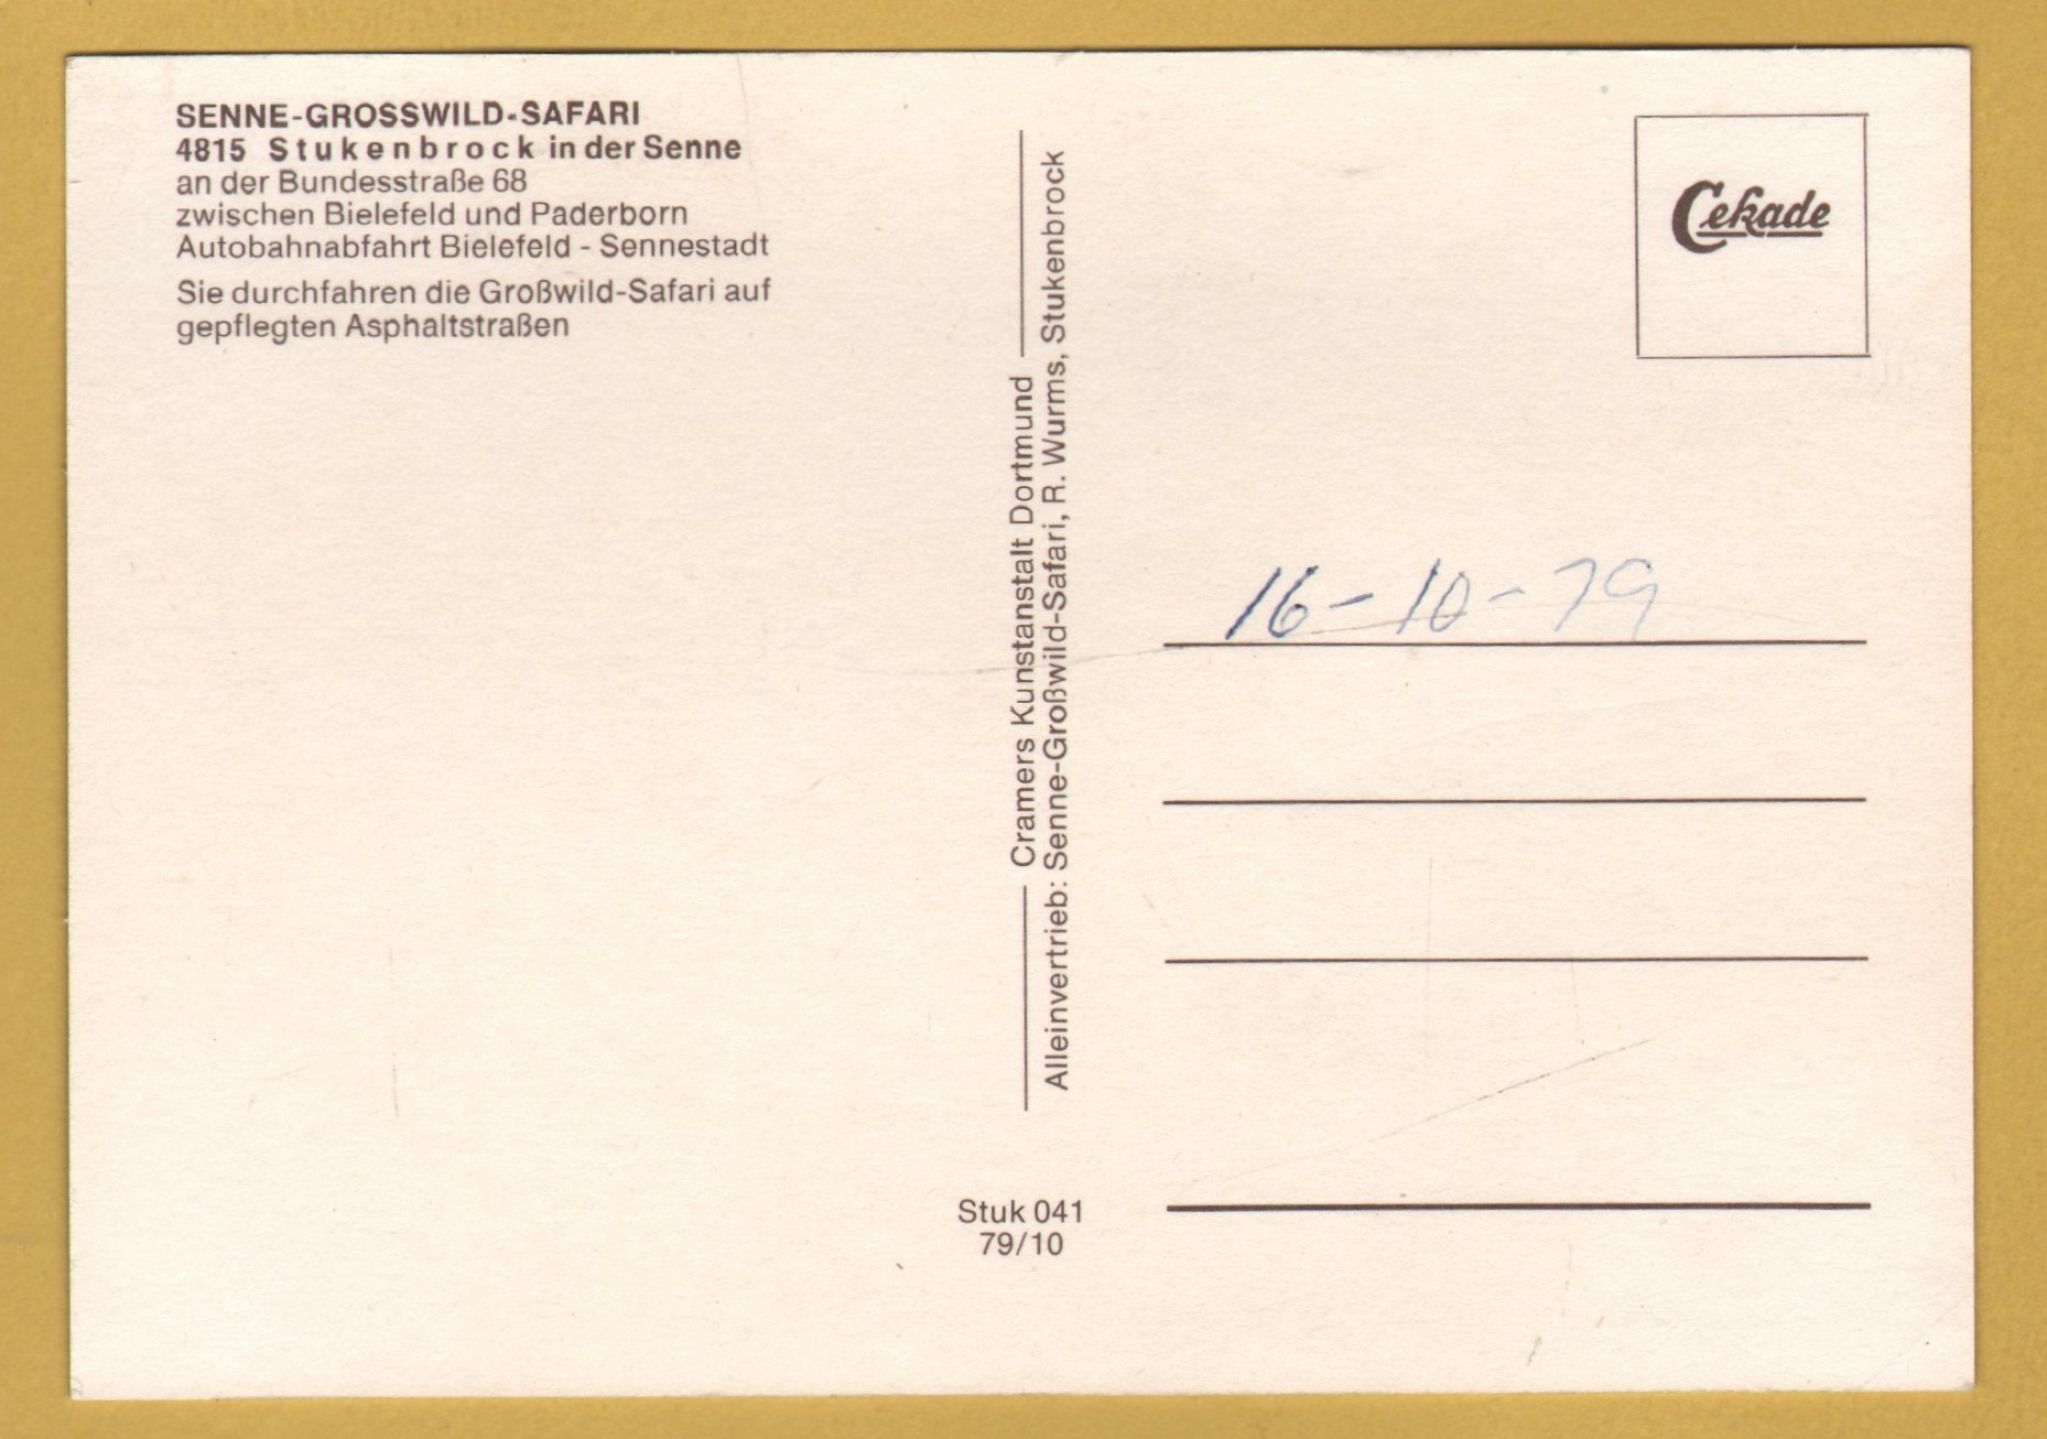 SENNE-GROSSWILD-SAFARI
4815 Stukenbrock in der Senne
an der Bundesstraße 68
zwischen Bielefeld und Paderborn
Autobahnabfahrt Bielefeld - Sennestadt
Sie durchfahren die Großwild-Safari auf
gepflegten Asphaltstraßen
Cramers Kunstanstalt Dortmund
Alleinvertrieb: Senne-Großwild-Safari, R. Wurms, Stukenbrock
Stuk 041
79/10
Cekade
16-10-79